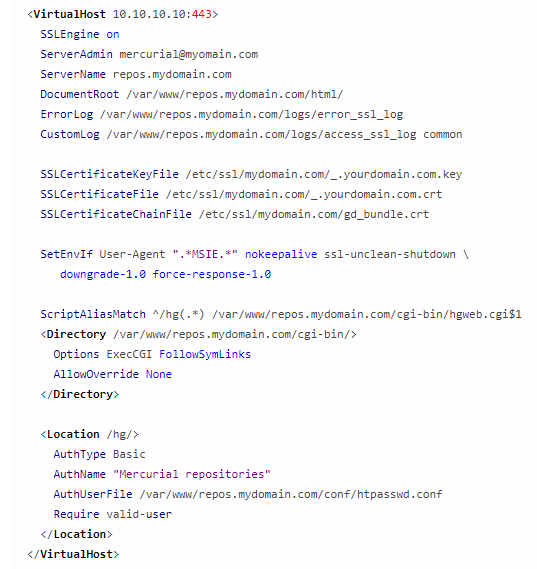 <VirtualHost 10.10.10.10:443>
SSLEngine on
ServerAdmin mercurial@myomain.com
ServerName repos.mydomain.com
DocumentRoot /var/www/repos.mydomain.com/html/
ErrorLog /var/www/repos.mydomain.com/logs/error_ssl_log
CustomLog /var/www/repos.mydomain.com/logs/access_ssl_log common
SSLCertificateKeyFile /etc/ssl/mydomain.com/_.yourdomain.com.key
SSLCertificateFile /etc/ssl/mydomain.com/_.yourdomain.com.crt
SSLCertificateChainFile /etc/ssl/mydomain.com/gd_bundle.crt
SetEnvIf User-Agent ".*MSIE.*" nokeepalive ssl-unclean-shutdown \
downgrade-1.0 force-response-1.0
ScriptAliasMatch ^/hg(.*) /var/www/repos.mydomain.com/cgi-bin/hgweb.cgi$1
<Directory /var/www/repos.mydomain.com/cgi-bin/>
Options ExecCGI FollowSymLinks
AllowOverride None
</Directory>
<Location /hg/>
AuthType Basic
AuthName "Mercurial repositories"
AuthUserFile /var/www/repos.mydomain.com/conf/htpasswd.conf
Require valid-user
</Location>
</VirtualHost>